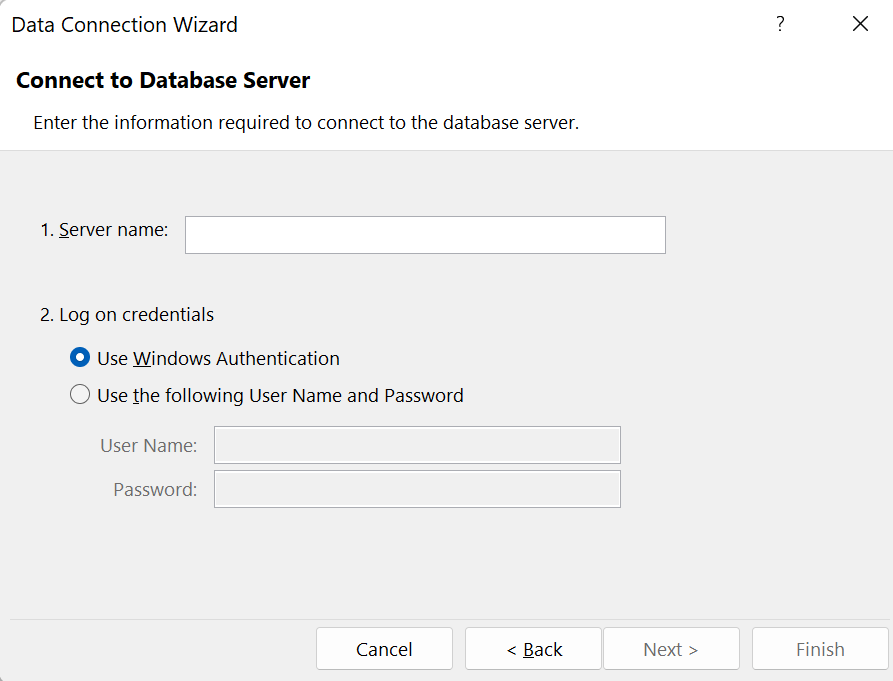 Data Connection Wizard ?
Connect to Database Server
Enter the information required to connect to the database server.
1. Server name:
2. Log on credentials
Use Windows Authentication
Use the following User Name and Password
User Name:
Password:
Cancel < Back Next > Finish